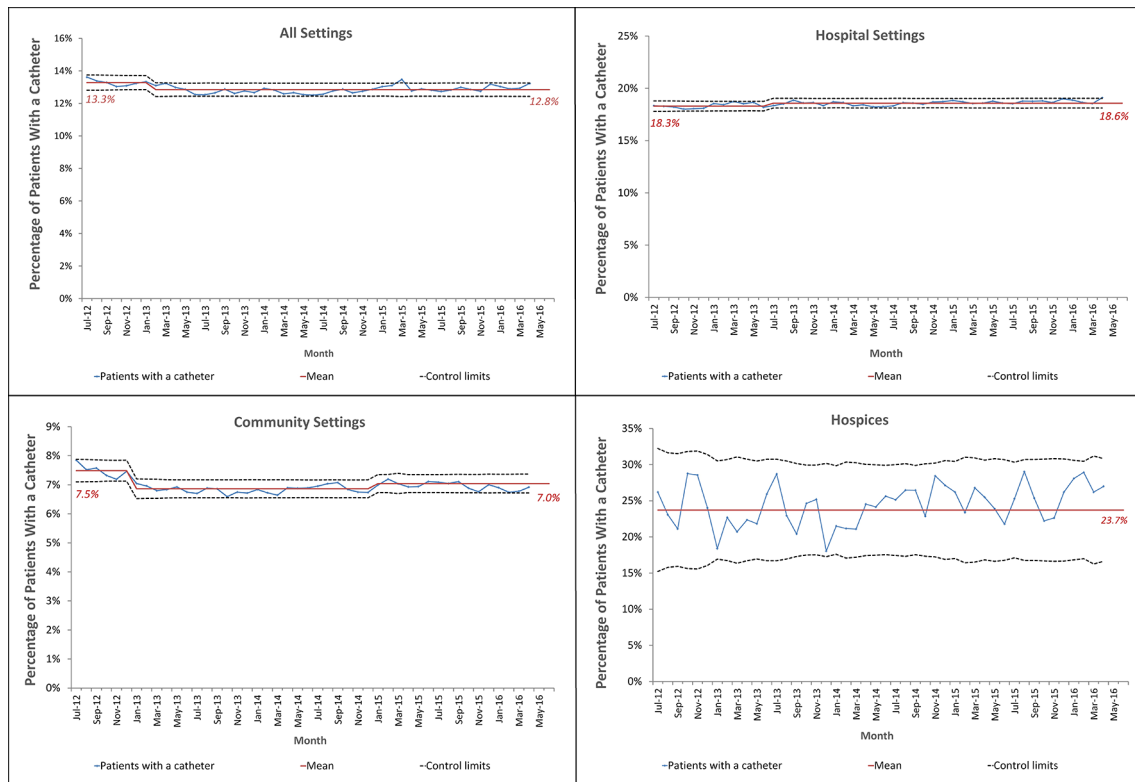 All Settings
Percentage of Patients With a Catheter
16%
14%
12%
10%
8%
6%
4%
2%
0%
13.3%
12.8%
Jul-12
Sep-12
Nov-12
Jan-13
Mar-13
May-13
Jul-13
Sep-13
Nov-13
Jan-14
Mar-14
May-14
Jul-14
Sep-14
Nov-14
Jan-15
Mar-15
May-15
Jul-15
Sep-15
Nov-15
Jan-16
Mar-16
May-16
Month
Patients with a catheter Mean Control limits
Hospital Settings
Percentage of Patients With a Catheter
25%
20%
15%
10%
5%
0%
18.3%
18.6%
Jul-12
Sep-12
Nov-12
Jan-13
Mar-13
May-13
Jul-13
Sep-13
Nov-13
Jan-14
Mar-14
May-14
Jul-14
Sep-14
Nov-14
Jan-15
Mar-15
May-15
Jul-15
Sep-15
Nov-15
Jan-16
Mar-16
May-16
Month
Patients with a catheter Mean Control limits
Community Settings
Percentage of Patients With a Catheter
9%
8%
7%
6%
5%
4%
3%
2%
1%
0%
7.5%
7.0%
Jul-12
Sep-12
Nov-12
Jan-13
Mar-13
May-13
Jul-13
Sep-13
Nov-13
Jan-14
Mar-14
May-14
Jul-14
Sep-14
Nov-14
Jan-15
Mar-15
May-15
Jul-15
Sep-15
Nov-15
Jan-16
Mar-16
May-16
Month
Patients with a catheter Mean Control limits
Hospices
Percentage of Patients With a Catheter
35%
30%
25%
20%
15%
10%
5%
0%
23.7%
Jul-12
Sep-12
Nov-12
Jan-13
Mar-13
May-13
Jul-13
Sep-13
Nov-13
Jan-14
Mar-14
May-14
Jul-14
Sep-14
Nov-14
Jan-15
Mar-15
May-15
Jul-15
Sep-15
Nov-15
Jan-16
Mar-16
May-16
Month
Patients with a catheter Mean Control limits